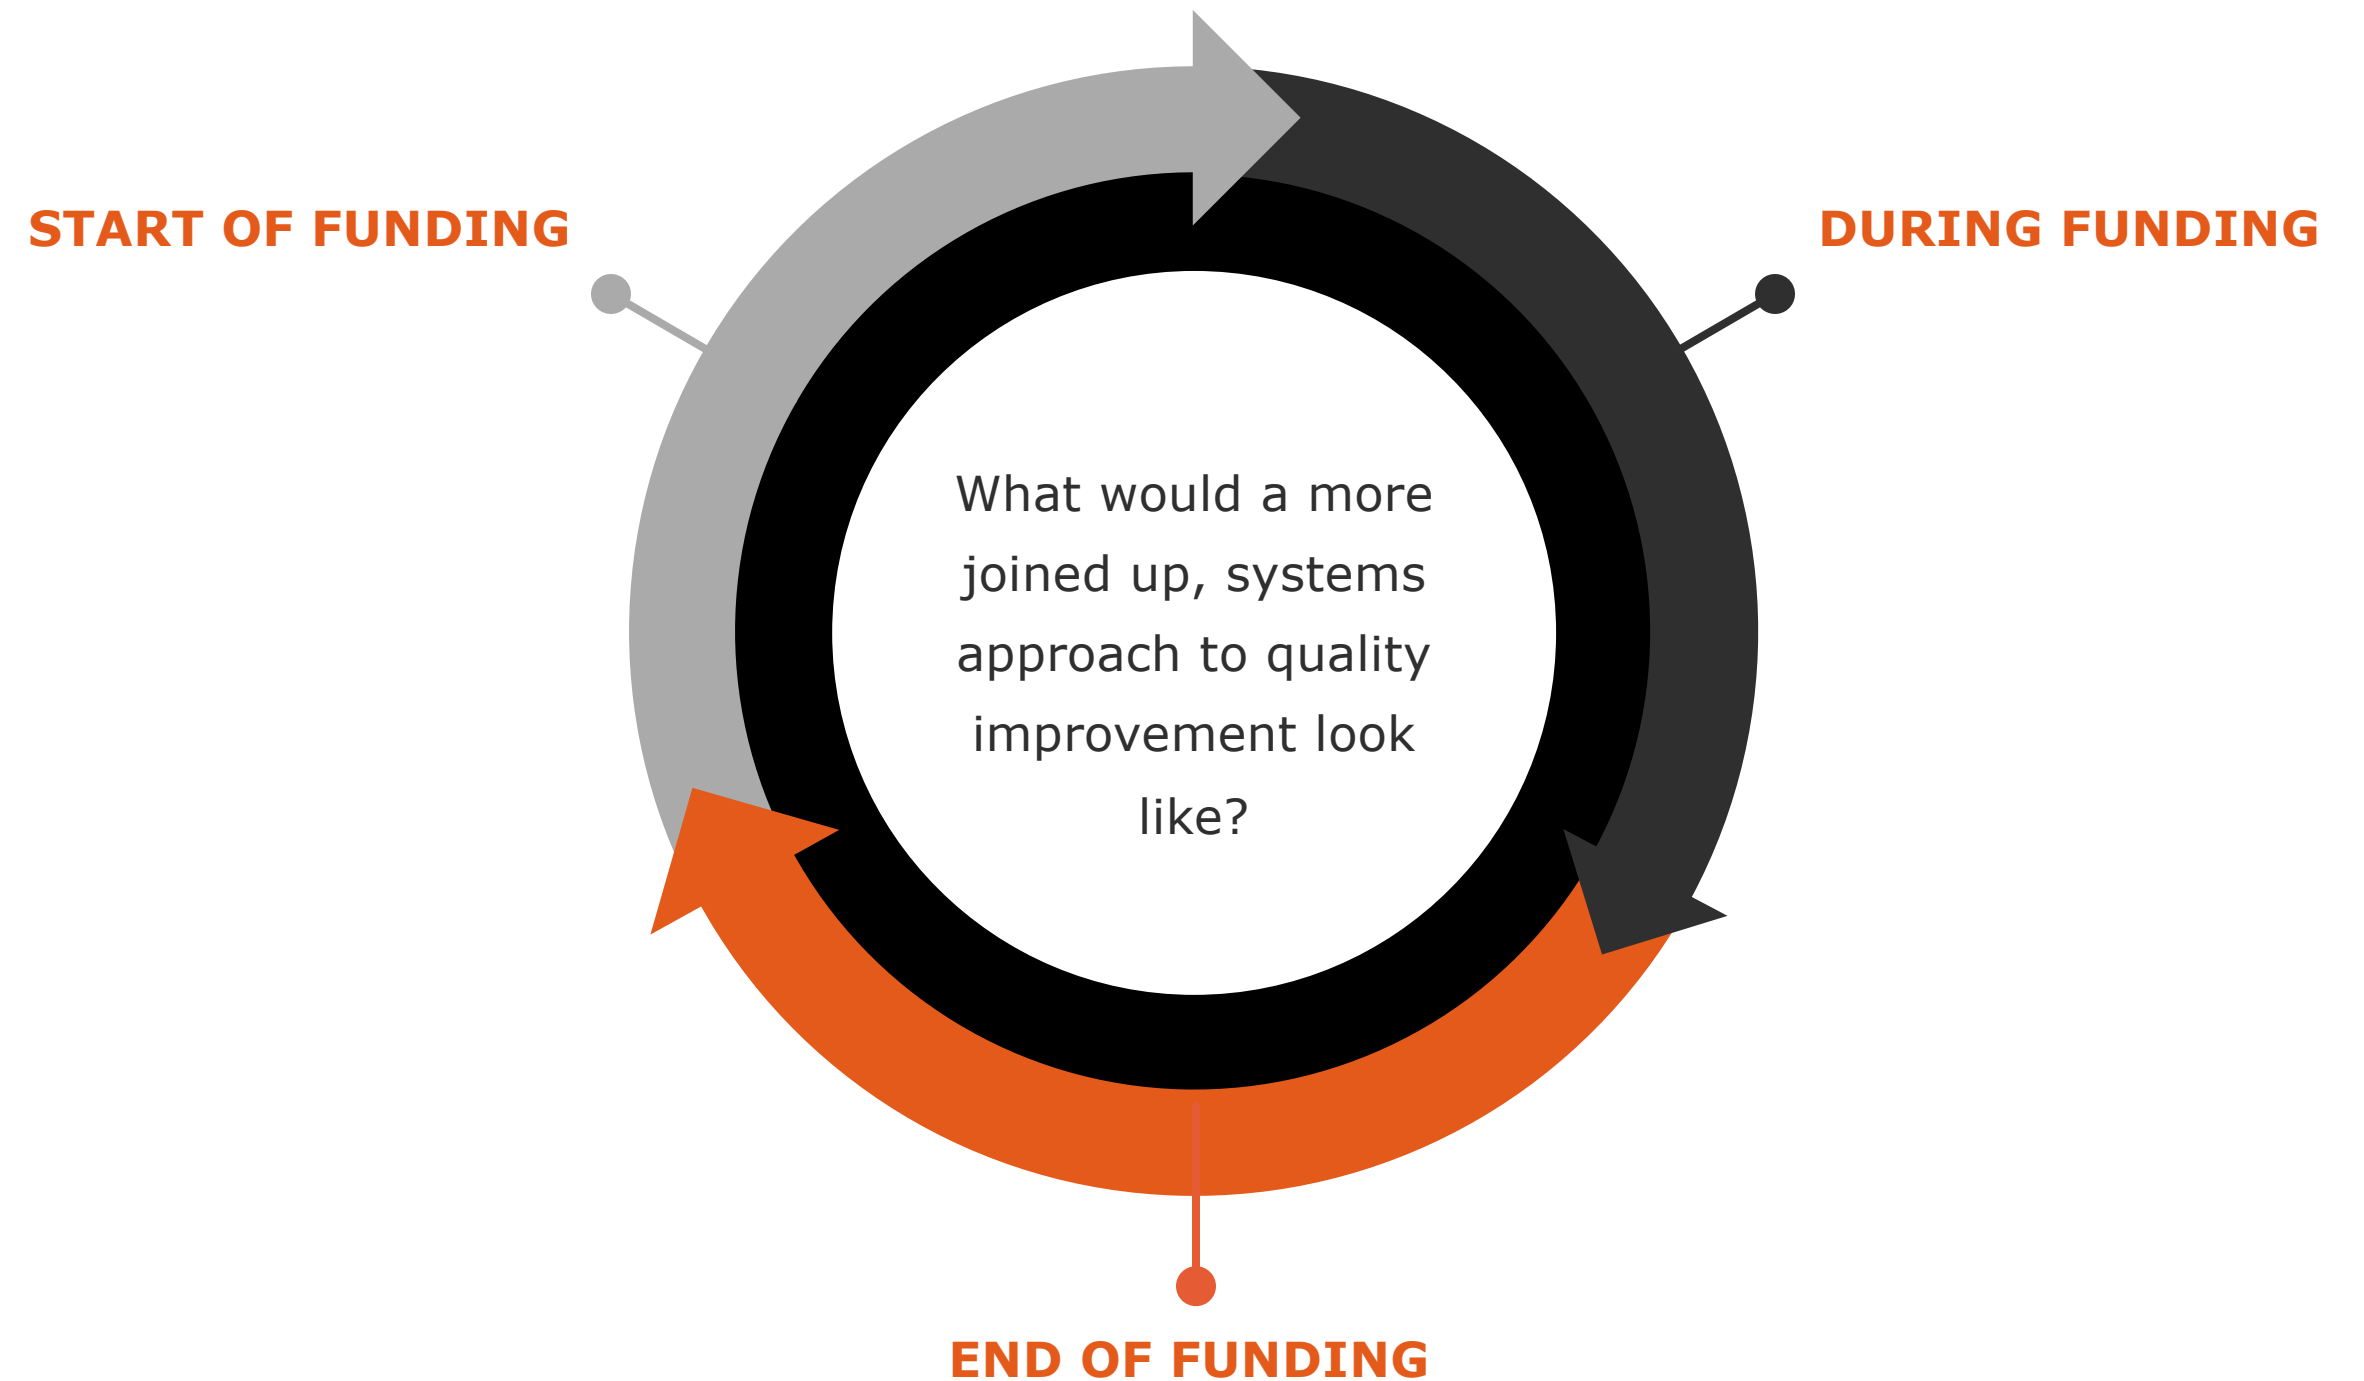 START OF FUNDING
DURING FUNDING
What would a more
joined up, systems
approach to quality
improvement look
like?
END OF FUNDING